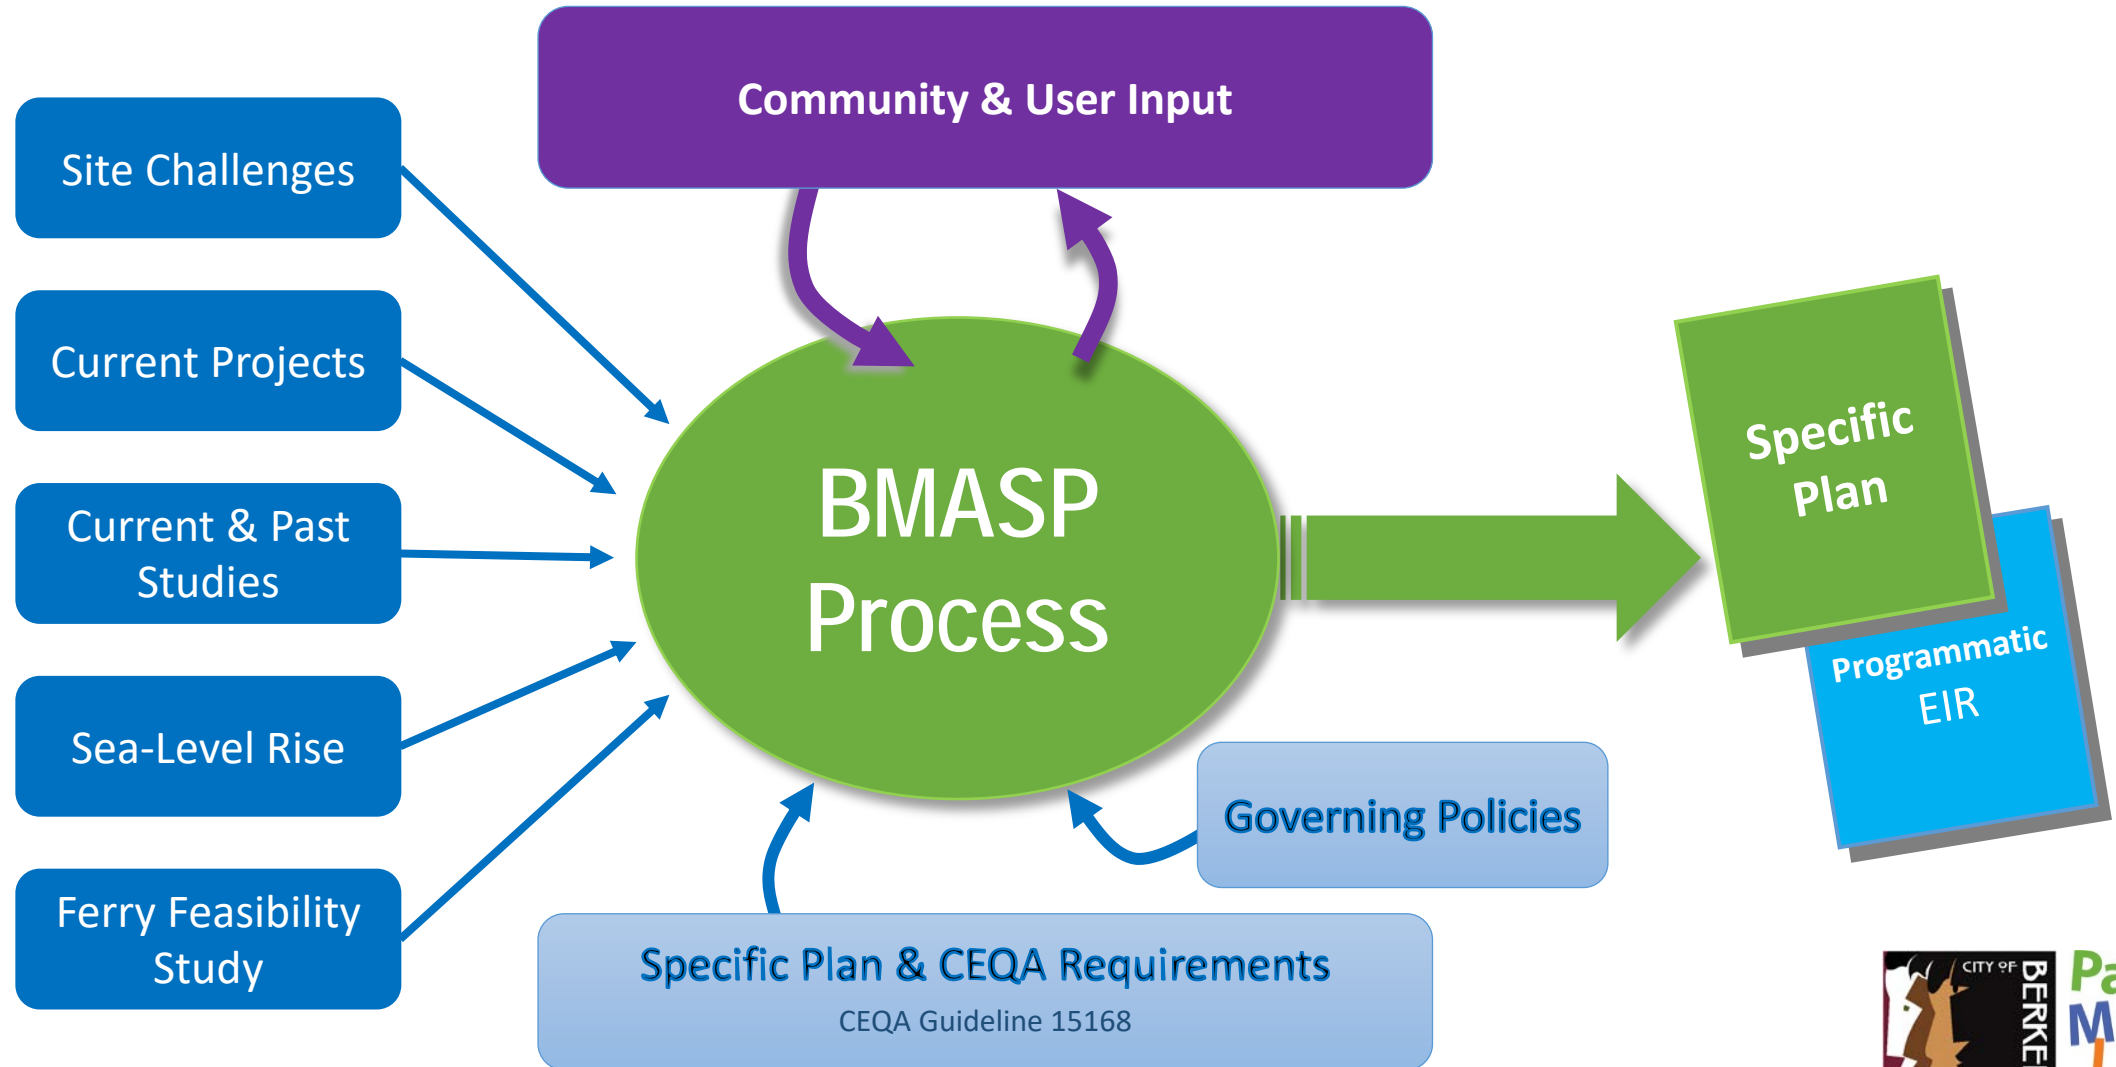 Community & User Input
Site Challenges
Current Projects
Current & Past
Studies
Sea-Level Rise
Ferry Feasibility
Study
BMASP
Process
Specific
Plan
Programmatic
EIR
Governing Policies
Specific Plan & CEQA Requirements
CEQA Guideline 15168
CITY OF